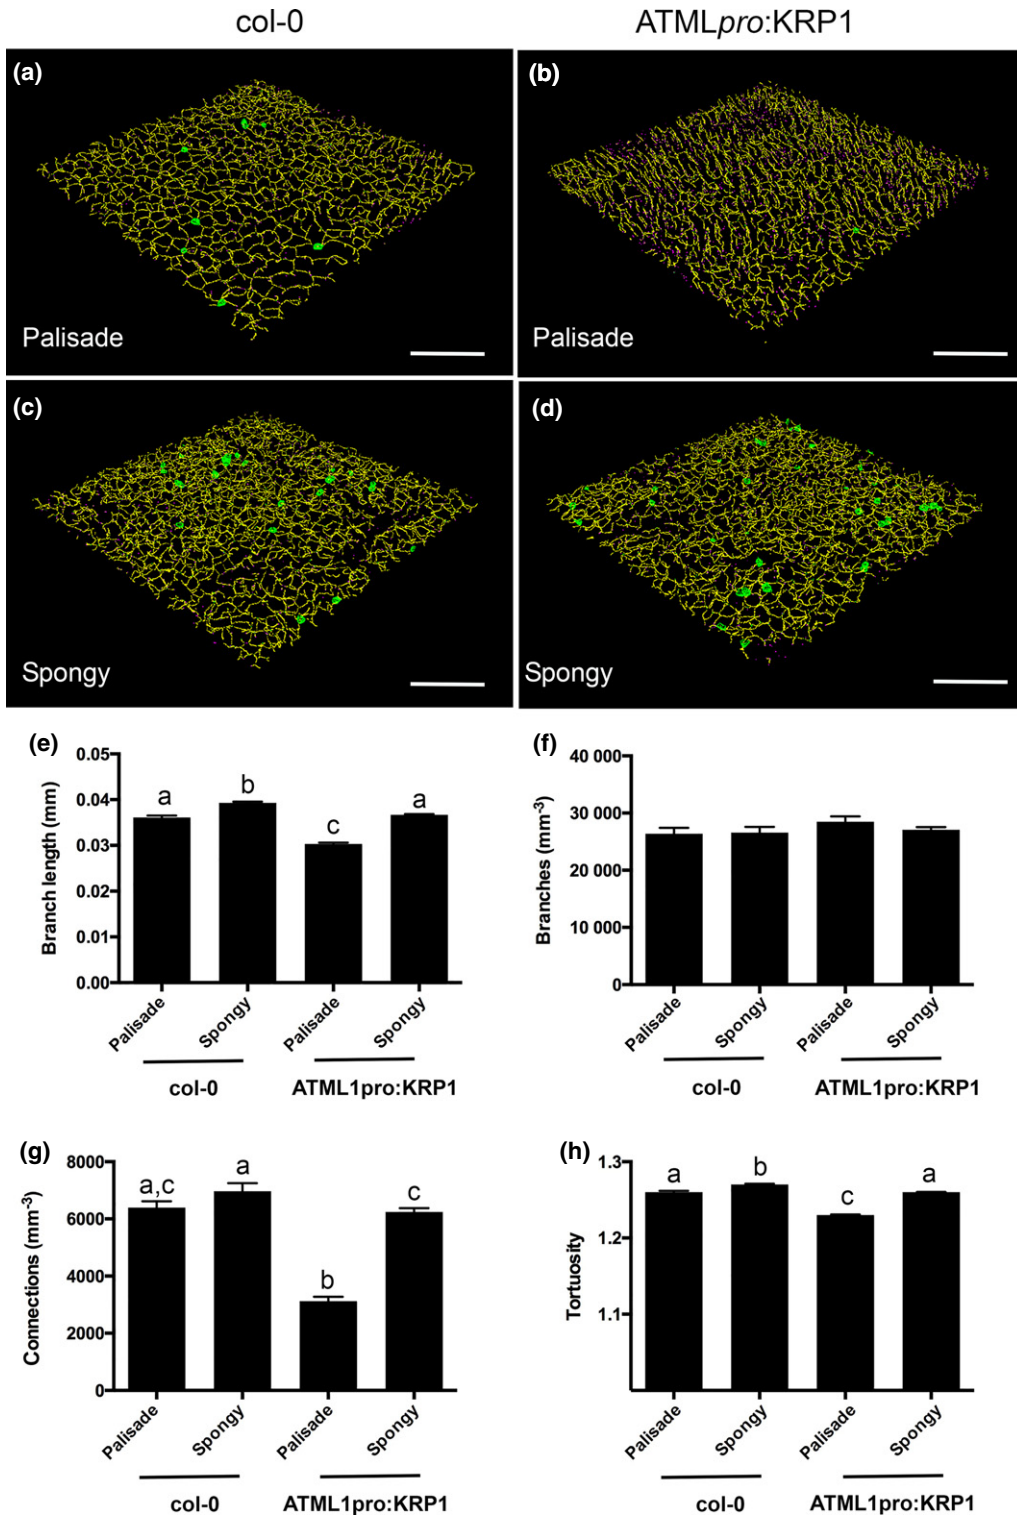 col-0
ATMLpro:KRP1
(a)
Palisade
(b)
Palisade
(c)
Spongy
(d)
Spongy
(e)
Branch length (mm)
0.05
0.04
0.03
0.02
0.01
0.00
a
b
c
a
Palisade
Spongy
Palisade
Spongy
col-0
ATML1pro:KRP1
(f)
Branches (mm⁻³)
40 000
30 000
20 000
10 000
0
Palisade
Spongy
Palisade
Spongy
col-0
ATML1pro:KRP1
(g)
Connections (mm⁻³)
8000
6000
4000
2000
0
a,c
a
b
c
Palisade
Spongy
Palisade
Spongy
col-0
ATML1pro:KRP1
(h)
Tortuosity
1.3
1.2
1.1
a
b
c
a
Palisade
Spongy
Palisade
Spongy
col-0
ATML1pro:KRP1